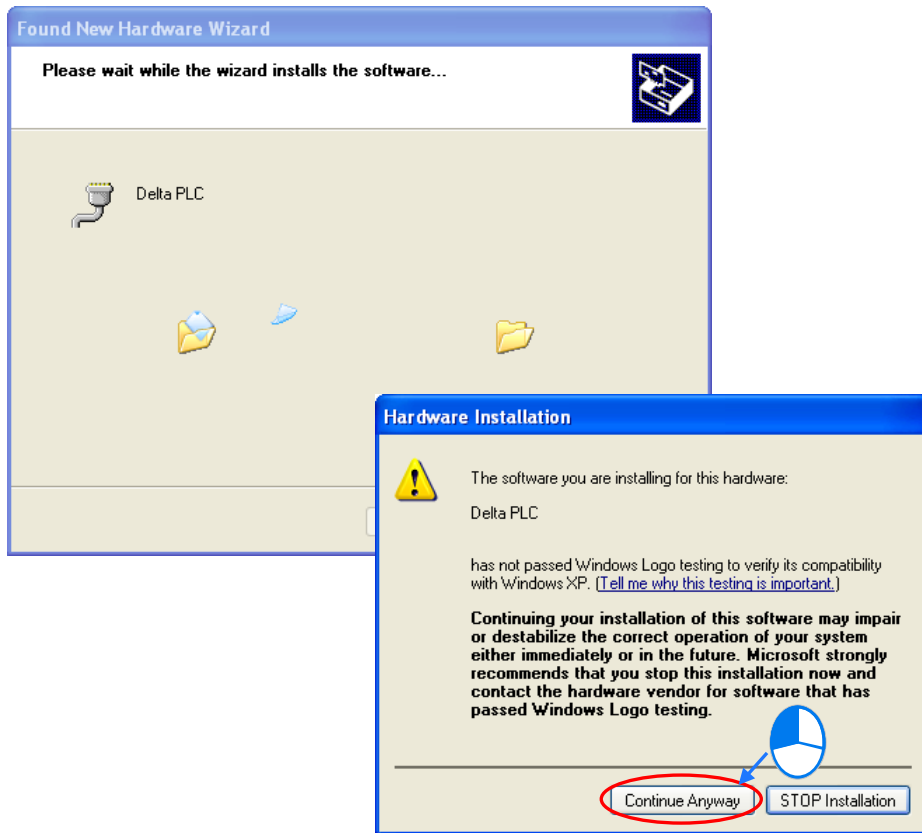 Found New Hardware Wizard
Please wait while the wizard installs the software...
Delta PLC
Hardware Installation
The software you are installing for this hardware:
Delta PLC
has not passed Windows Logo testing to verify its compatibility
with Windows XP. (Tell me why this testing is important.)
Continuing your installation of this software may impair
or destabilize the correct operation of your system
either immediately or in the future. Microsoft strongly
recommends that you stop this installation now and
contact the hardware vendor for software that has
passed Windows Logo testing.
Continue Anyway
STOP Installation